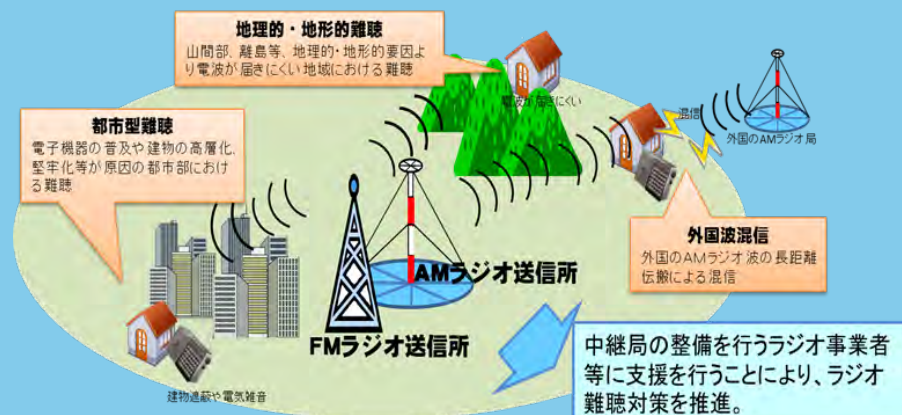 地理的・地形的難聴
山間部、離島等、地理的・地形的要因よ
り電波が届きにくい地域における難聴
電波が届きにくい
混信
外国のAMラジオ局
都市型難聴
電子機器の普及や建物の高層化、
堅牢化等が原因の都市部におけ
る難聴
外国波混信
外国のAMラジオ波の長距離
伝搬による混信
AMラジオ送信所
FMラジオ送信所
建物遮蔽や電気雑音
中継局の整備を行うラジオ事業者
等に支援を行うことにより、ラジオ
難聴対策を推進。